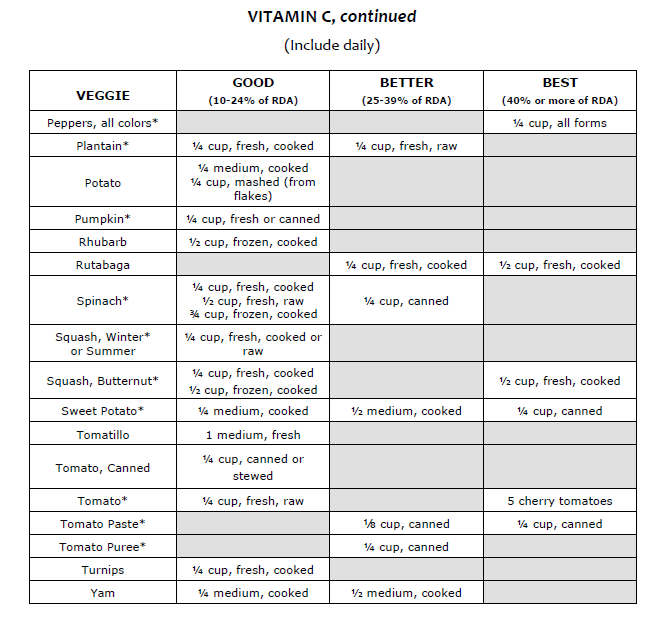 VITAMIN C, continued
(Include daily)
VEGGIE
GOOD
(10-24% of RDA)
BETTER
(25-39% of RDA)
BEST
(40% or more of RDA)
Peppers, all colors*
¼ cup, all forms
Plantain*
¼ cup, fresh, cooked
¼ cup, fresh, raw
Potato
¼ medium, cooked
¼ cup, mashed (from
flakes)
Pumpkin*
¼ cup, fresh or canned
Rhubarb
½ cup, frozen, cooked
Rutabaga
¼ cup, fresh, cooked
½ cup, fresh, cooked
Spinach*
¼ cup, fresh, cooked
½ cup, fresh, raw
¾ cup, frozen, cooked
¼ cup, canned
Squash, Winter*
or Summer
¼ cup, fresh, cooked or
raw
Squash, Butternut*
¼ cup, fresh, cooked
½ cup, frozen, cooked
½ cup, fresh, cooked
Sweet Potato*
¼ medium, cooked
½ medium, cooked
¼ cup, canned
Tomatillo
1 medium, fresh
Tomato, Canned
¼ cup, canned or
stewed
Tomato*
¼ cup, fresh, raw
5 cherry tomatoes
Tomato Paste*
⅛ cup, canned
¼ cup, canned
Tomato Puree*
¼ cup, canned
Turnips
¼ cup, fresh, cooked
Yam
¼ medium, cooked
½ medium, cooked